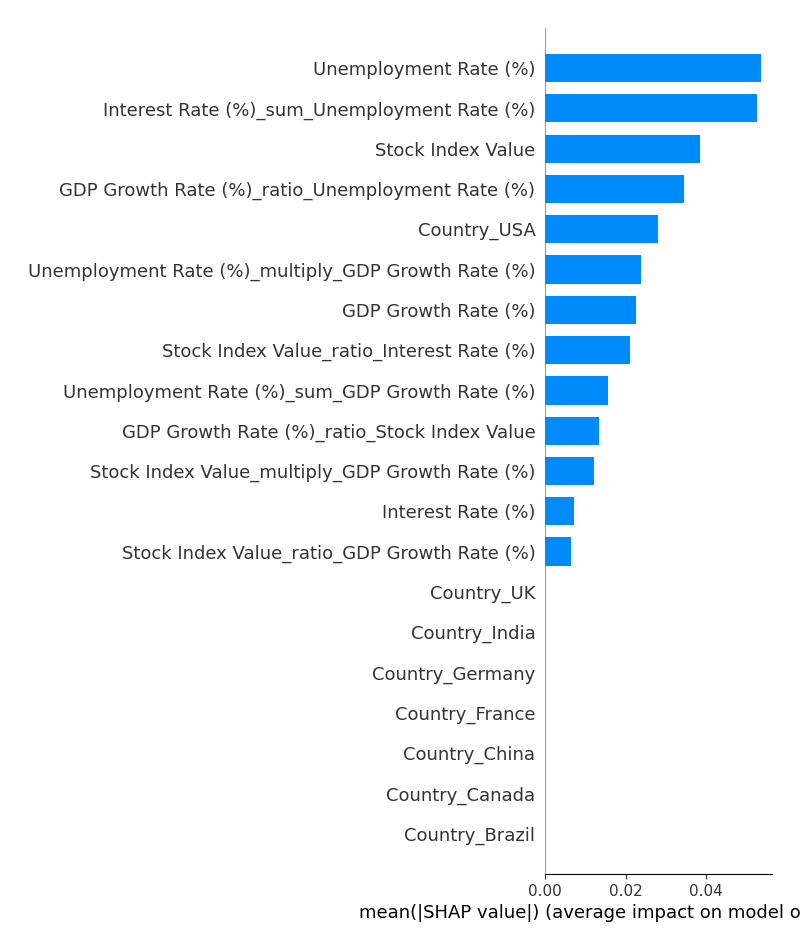 Unemployment Rate (%)
Interest Rate (%)_sum_Unemployment Rate (%)
Stock Index Value
GDP Growth Rate (%)_ratio_Unemployment Rate (%)
Country_USA
Unemployment Rate (%)_multiply_GDP Growth Rate (%)
GDP Growth Rate (%)
Stock Index Value_ratio_Interest Rate (%)
Unemployment Rate (%)_sum_GDP Growth Rate (%)
GDP Growth Rate (%)_ratio_Stock Index Value
Stock Index Value_multiply_GDP Growth Rate (%)
Interest Rate (%)
Stock Index Value_ratio_GDP Growth Rate (%)
Country_UK
Country_India
Country_Germany
Country_France
Country_China
Country_Canada
Country_Brazil
0.00 0.02 0.04
mean(|SHAP value|) (average impact on model o